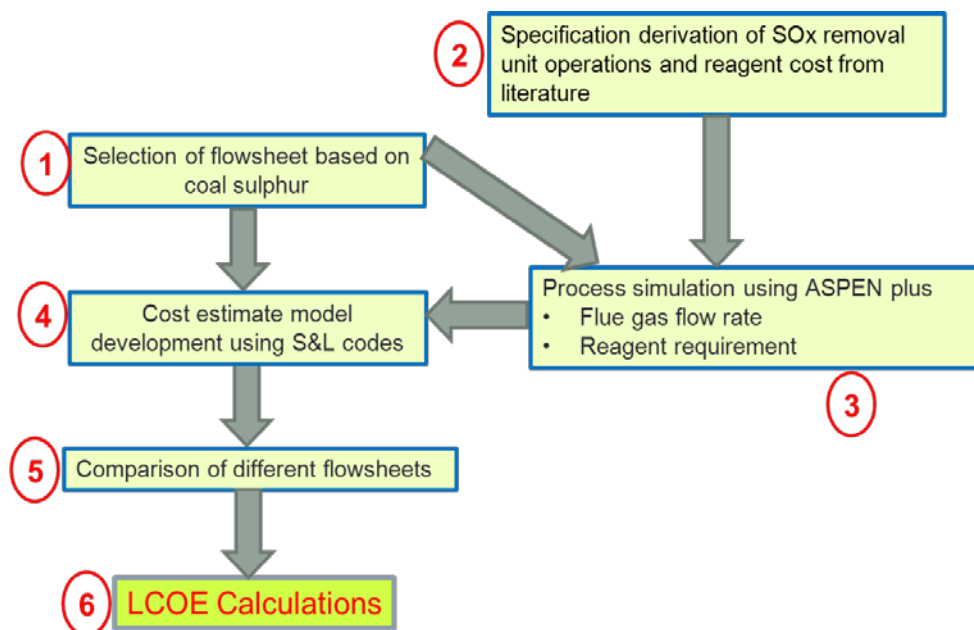 1
Selection of flowsheet based on
coal sulphur
2
Specification derivation of SOx removal
unit operations and reagent cost from
literature
Process simulation using ASPEN plus
• Flue gas flow rate
• Reagent requirement
3
4
Cost estimate model
development using S&L codes
5
Comparison of different flowsheets
6
LCOE Calculations